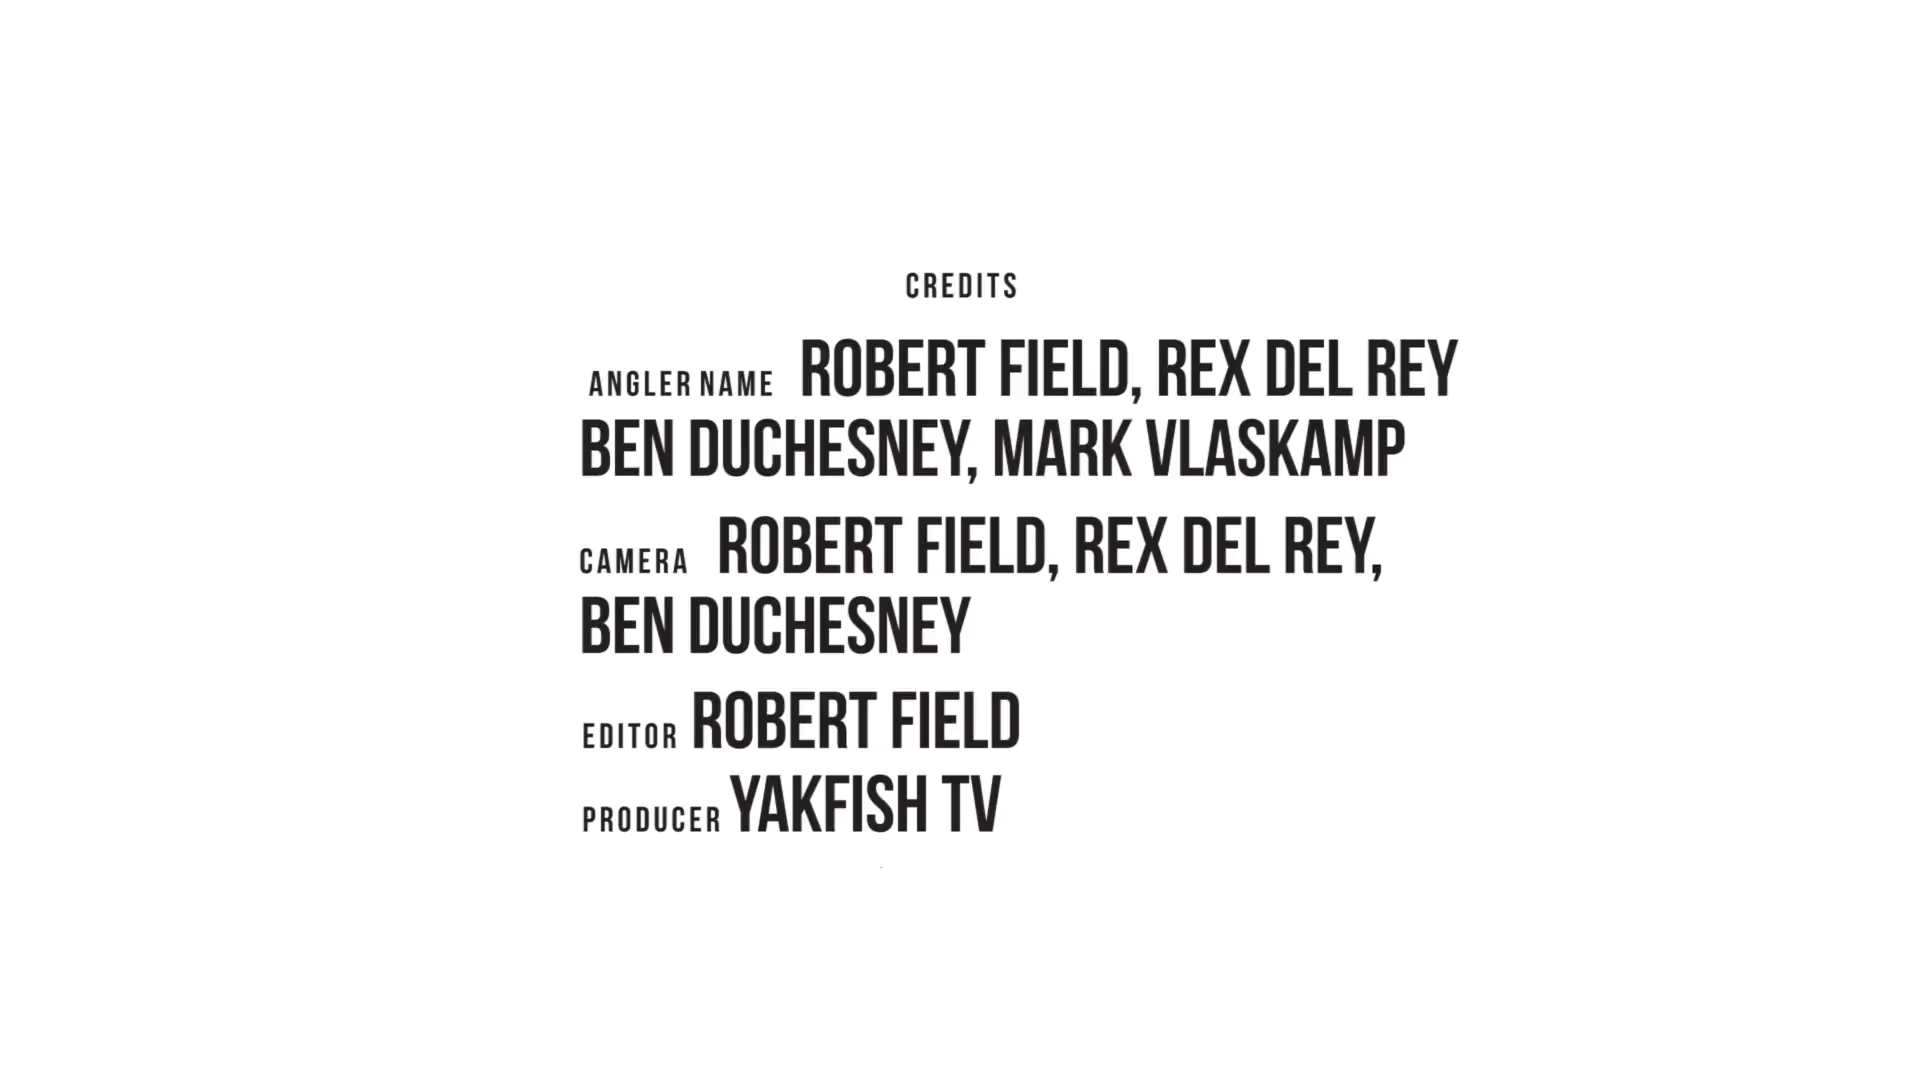 CREDITS
ANGLER NAME ROBERT FIELD, REX DEL REY
BEN DUCHESNEY, MARK VLASKAMP
CAMERA ROBERT FIELD, REX DEL REY,
BEN DUCHESNEY
EDITOR ROBERT FIELD
PRODUCER YAKFISH TV